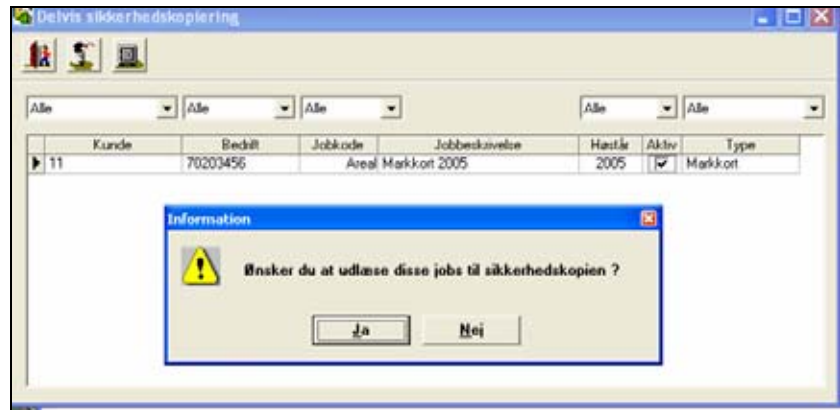 Delvis sikkerhedskopiering
Alle Alle Alle Alle Alle
Kunde Bedrift Jobkode Jobbeskrivelse Høstår Aktiv Type
11 70203456 Areal Markkort 2005 2005 Markkort
Information
Ønsker du at udlæse disse jobs til sikkerhedskopien ?
Ja Nej